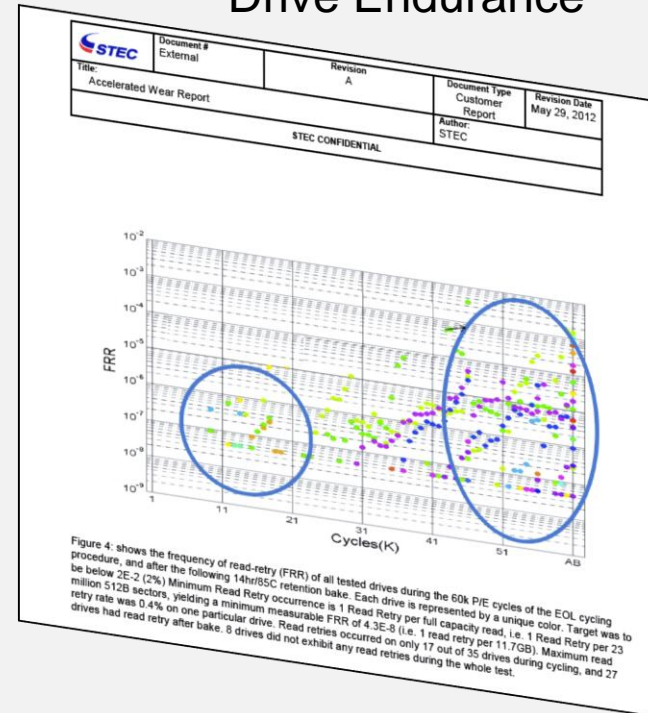 Drive Endurance
STEC
Document #
External
Revision
A
Document Type
Customer
Report
Revision Date
May 29, 2012
Title:
Accelerated Wear Report
Author:
STEC
STEC CONFIDENTIAL
FRR
10-2
10-3
10-4
10-5
10-6
10-7
10-8
10-9
1
11
21
31
41
51
AB
Cycles(K)
Figure 4: shows the frequency of read-retry (FRR) of all tested drives during the 60k P/E cycles of the EOL cycling
procedure, and after the following 14hr/85C retention bake. Each drive is represented by a unique color. Target was to
be below 2E-2 (2%) Minimum Read Retry occurrence is 1 Read Retry per full capacity read, i.e. 1 Read Retry per 23
million 512B sectors, yielding a minimum measurable FRR of 4.3E-8 (i.e. 1 read retry per 11.7GB). Maximum read
retry rate was 0.4% on one particular drive. Read retries occurred on only 17 out of 35 drives during cycling, and 27
drives had read retry after bake. 8 drives did not exhibit any read retries during the whole test.